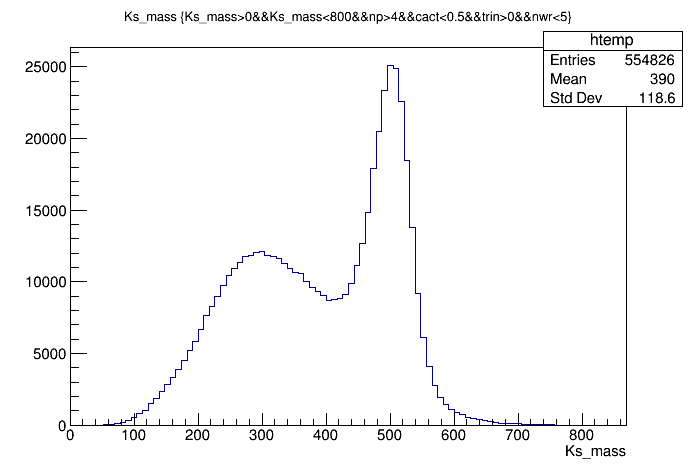 Ks_mass {Ks_mass>0&&Ks_mass<800&&np>4&&cact<0.5&&trin>0&&nwr<5}
htemp
Entries 554826
Mean 390
Std Dev 118.6
25000
20000
15000
10000
5000
0
0 100 200 300 400 500 600 700 800
Ks_mass